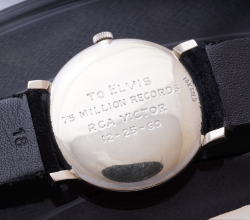 TO ELVIS
75 MILLION RECORDS
RCA VICTOR
12-25-60
18